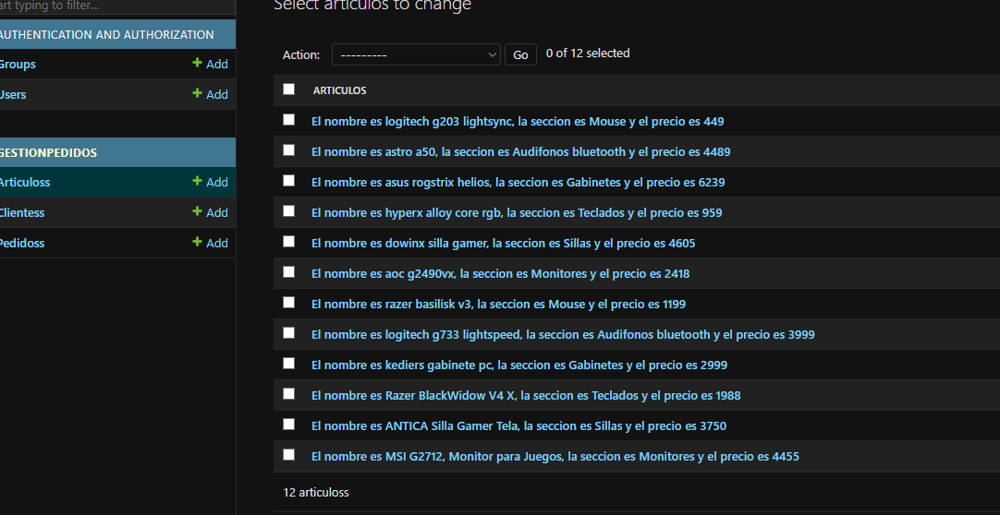 art typing to filter...
AUTHENTICATION AND AUTHORIZATION
Groups
Add
Users
Add
GESTIONPEDIDOS
Articuloss
Add
Clientess
Add
Pedidoss
Add
Select articulos to change
Action:
---------
Go
0 of 12 selected
ARTICULOS
El nombre es logitech g203 lightsync, la seccion es Mouse y el precio es 449
El nombre es astro a50, la seccion es Audifonos bluetooth y el precio es 4489
El nombre es asus rogstrix helios, la seccion es Gabinetes y el precio es 6239
El nombre es hyperx alloy core rgb, la seccion es Teclados y el precio es 959
El nombre es dowinx silla gamer, la seccion es Sillas y el precio es 4605
El nombre es aoc g2490vx, la seccion es Monitores y el precio es 2418
El nombre es razer basilisk v3, la seccion es Mouse y el precio es 1199
El nombre es logitech g733 lightspeed, la seccion es Audifonos bluetooth y el precio es 3999
El nombre es kediers gabinete pc, la seccion es Gabinetes y el precio es 2999
El nombre es Razer BlackWidow V4 X, la seccion es Teclados y el precio es 1988
El nombre es ANTICA Silla Gamer Tela, la seccion es Sillas y el precio es 3750
El nombre es MSI G2712, Monitor para Juegos, la seccion es Monitores y el precio es 4455
12 articuloss